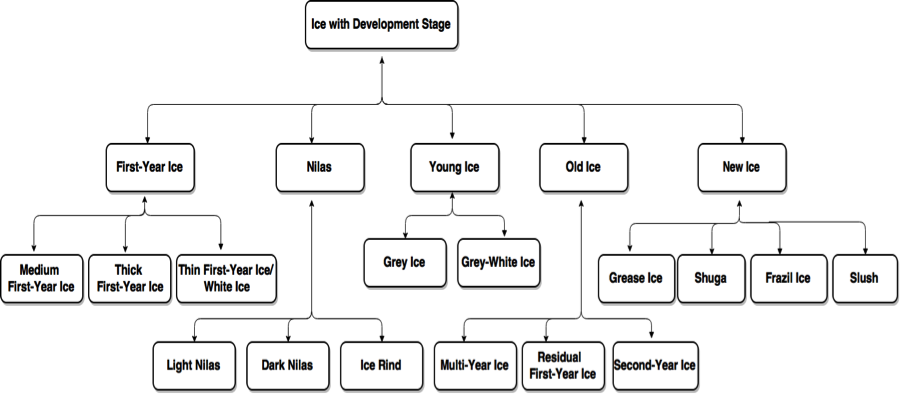 Ice with Development Stage
First-Year Ice
Nilas
Young Ice
Old Ice
New Ice
Medium
First-Year Ice
Thick
First-Year Ice
Thin First-Year Ice/
White Ice
Grey Ice
Grey-White Ice
Grease Ice
Shuga
Frazil Ice
Slush
Light Nilas
Dark Nilas
Ice Rind
Multi-Year Ice
Residual
First-Year Ice
Second-Year Ice